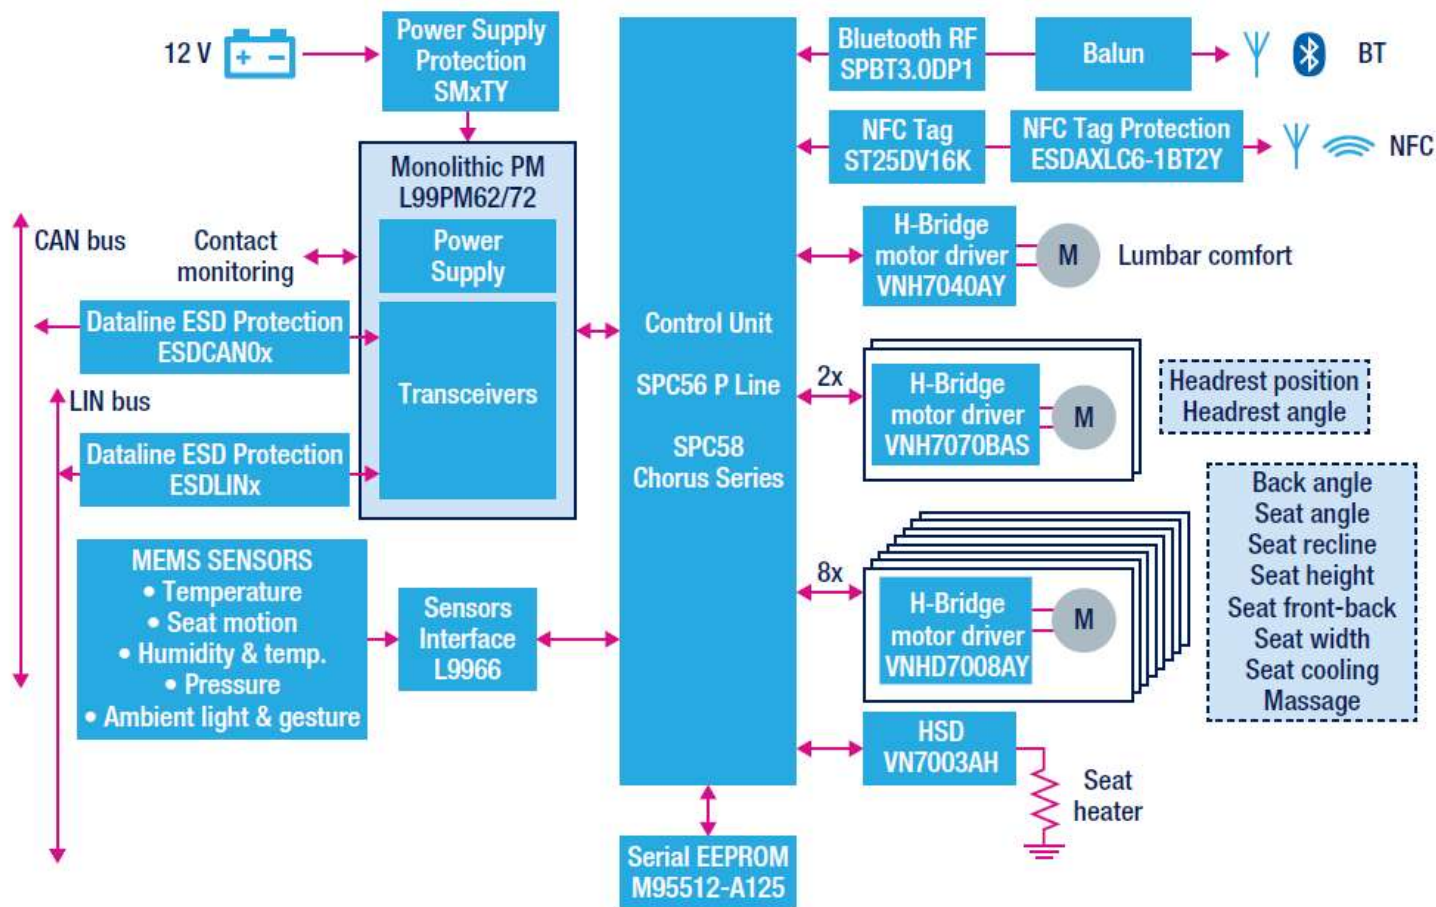 12 V
+ -
Power Supply
Protection
SMxTY
Monolithic PM
L99PM62/72
Power
Supply
Transceivers
CAN bus
Contact
monitoring
Dataline ESD Protection
ESDCAN0x
LIN bus
Dataline ESD Protection
ESDLINx
MEMS SENSORS
• Temperature
• Seat motion
• Humidity & temp.
• Pressure
• Ambient light & gesture
Sensors
Interface
L9966
Control Unit
SPC56 P Line
SPC58
Chorus Series
Serial EEPROM
M95512-A125
Bluetooth RF
SPBT3.0DP1
Balun
BT
NFC Tag
ST25DV16K
NFC Tag Protection
ESDAXLC6-1BT2Y
NFC
H-Bridge
motor driver
VNH7040AY
M
Lumbar comfort
2x
H-Bridge
motor driver
VNH7070BAS
M
Headrest position
Headrest angle
8x
H-Bridge
motor driver
VNHD7008AY
M
Back angle
Seat angle
Seat recline
Seat height
Seat front-back
Seat width
Seat cooling
Massage
HSD
VN7003AH
Seat
heater